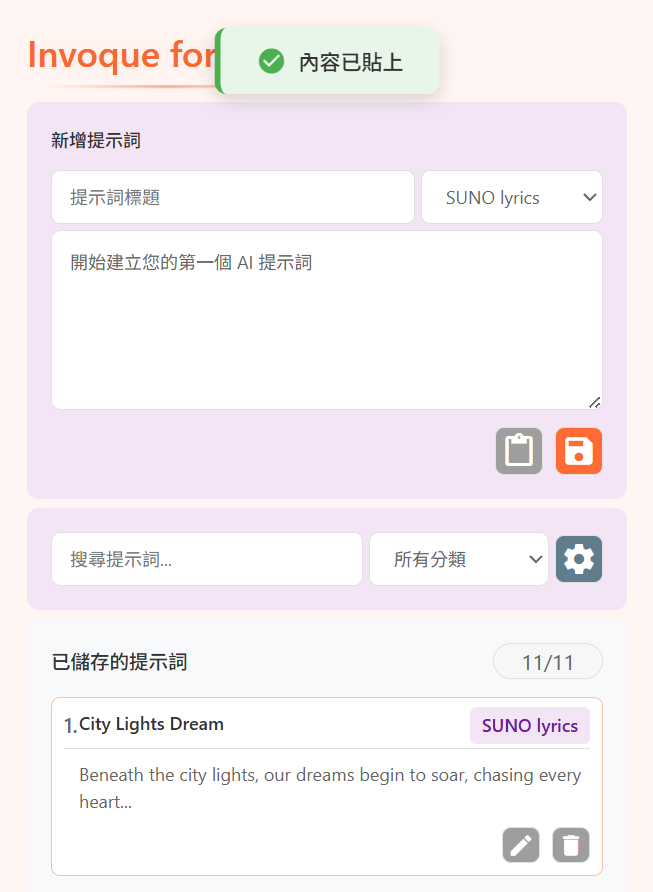 Invoque for
內容已貼上
新增提示詞
提示詞標題
SUNO lyrics
開始建立您的第一個 AI 提示詞
搜尋提示詞...
所有分類
已儲存的提示詞
11/11
1. City Lights Dream
SUNO lyrics
Beneath the city lights, our dreams begin to soar, chasing every
heart...